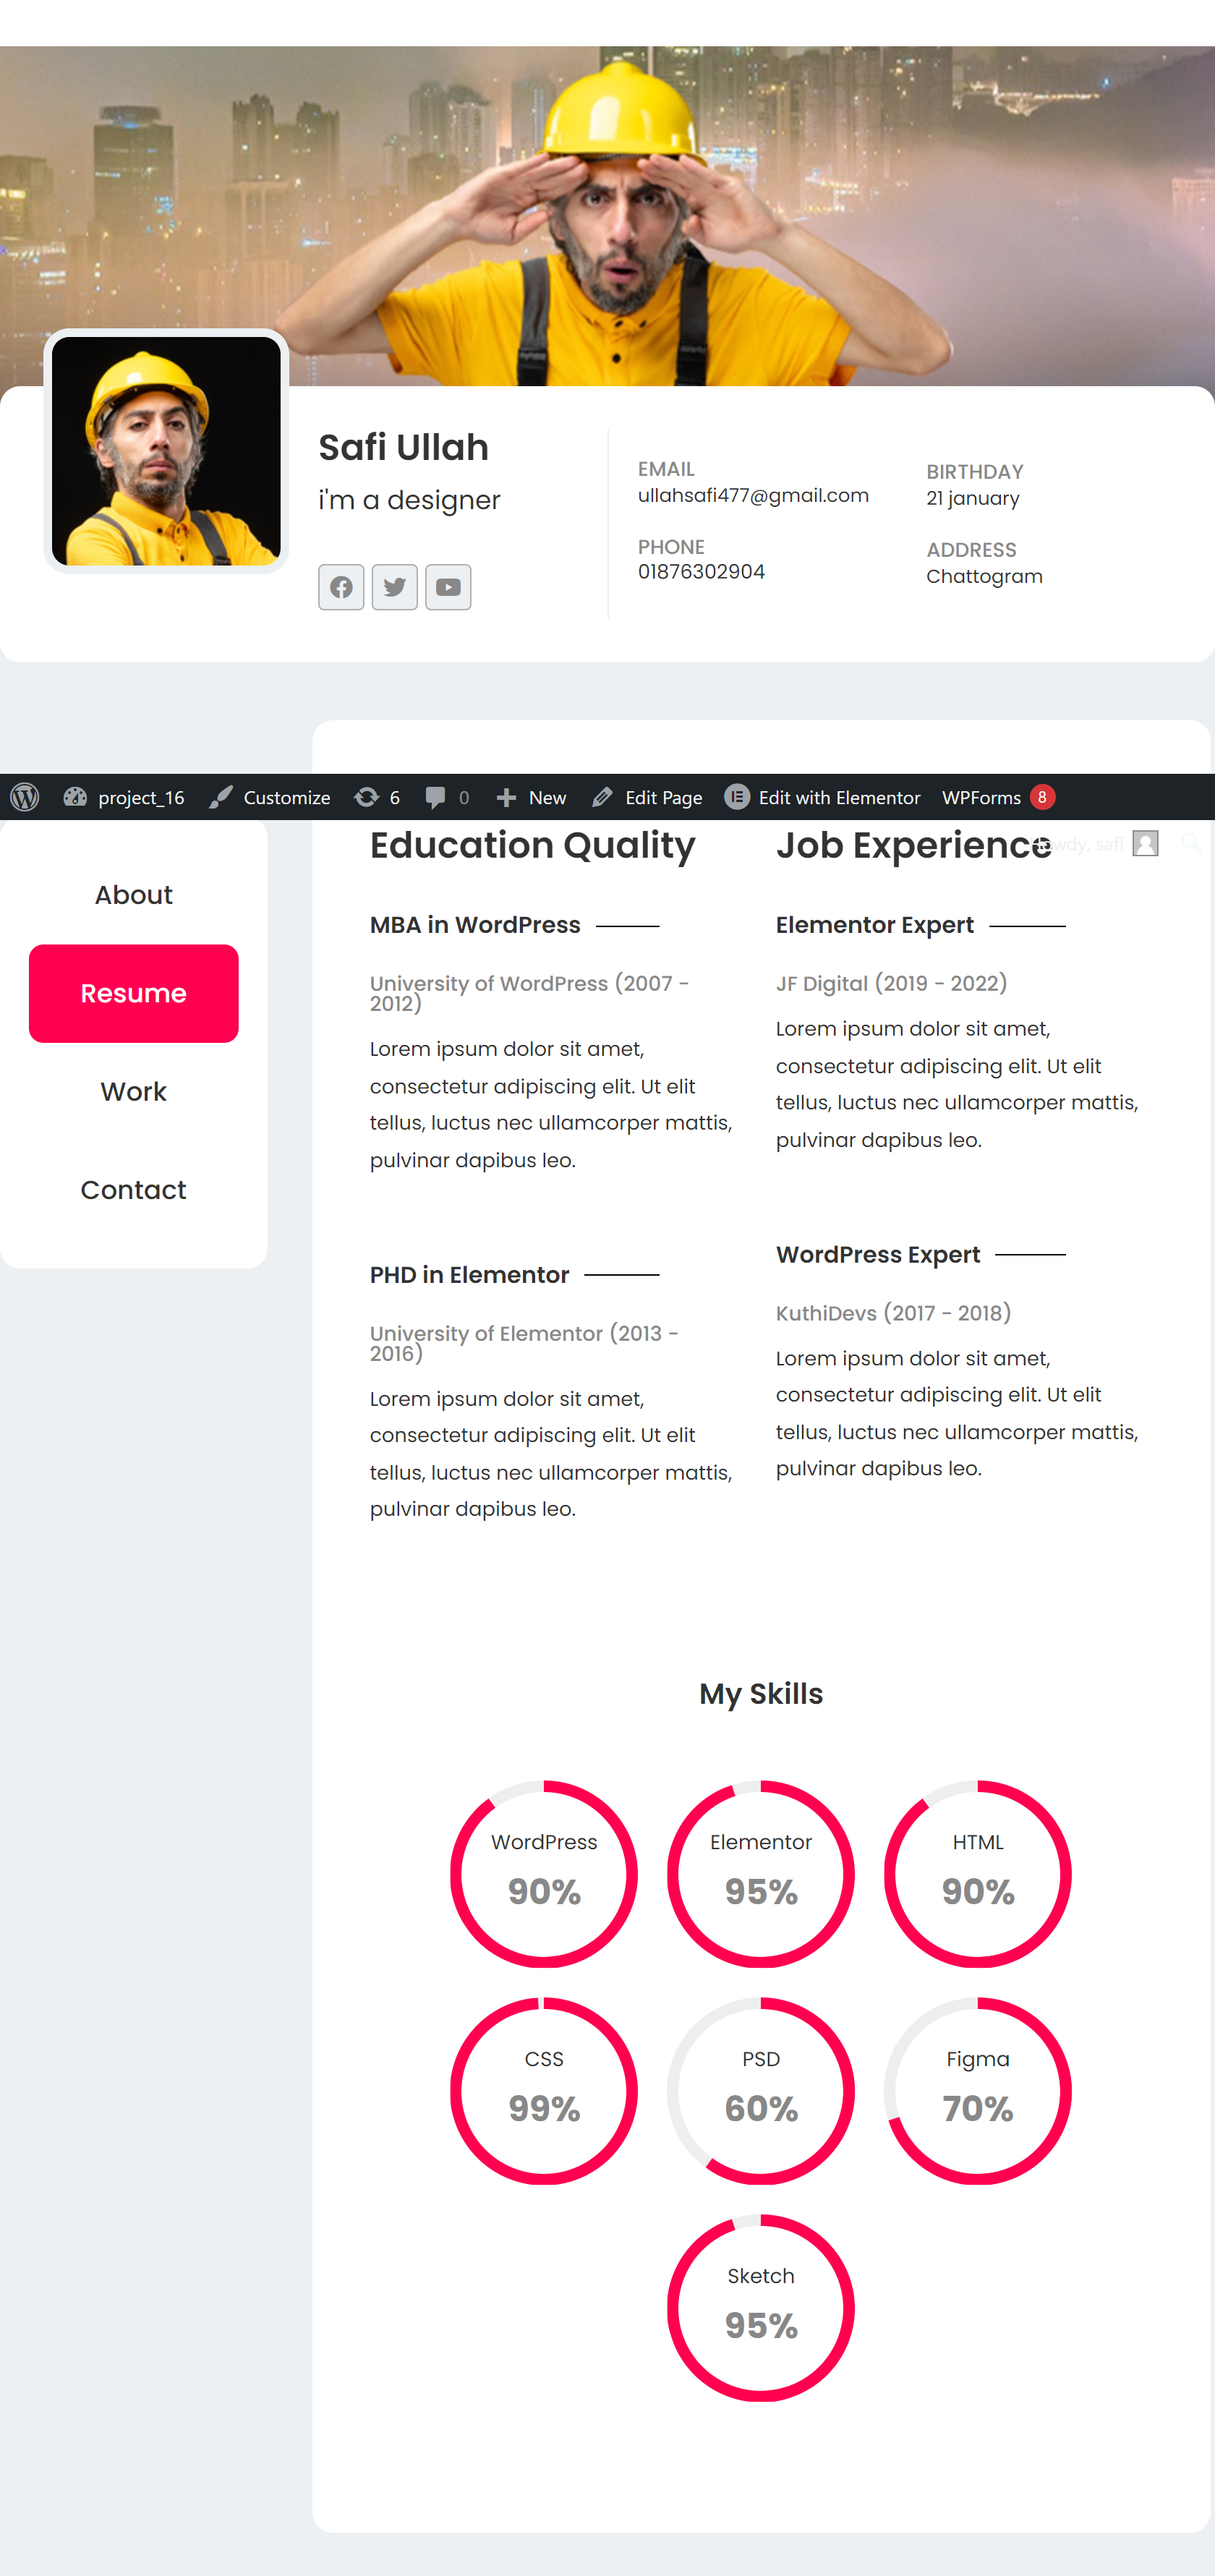 Safi Ullah
i'm a designer
EMAIL
ullahsafi477@gmail.com
PHONE
01876302904
BIRTHDAY
21 january
ADDRESS
Chattogram
project_16 Customize 6 0 New Edit Page Edit with Elementor WPForms 8
safi
About
Resume
Work
Contact
Education Quality
MBA in WordPress
University of WordPress (2007 -
2012)
Lorem ipsum dolor sit amet,
consectetur adipiscing elit. Ut elit
tellus, luctus nec ullamcorper mattis,
pulvinar dapibus leo.
PHD in Elementor
University of Elementor (2013 -
2016)
Lorem ipsum dolor sit amet,
consectetur adipiscing elit. Ut elit
tellus, luctus nec ullamcorper mattis,
pulvinar dapibus leo.
Job Experience
Elementor Expert
JF Digital (2019 - 2022)
Lorem ipsum dolor sit amet,
consectetur adipiscing elit. Ut elit
tellus, luctus nec ullamcorper mattis,
pulvinar dapibus leo.
WordPress Expert
KuthiDevs (2017 - 2018)
Lorem ipsum dolor sit amet,
consectetur adipiscing elit. Ut elit
tellus, luctus nec ullamcorper mattis,
pulvinar dapibus leo.
My Skills
WordPress
90%
Elementor
95%
HTML
90%
CSS
99%
PSD
60%
Figma
70%
Sketch
95%